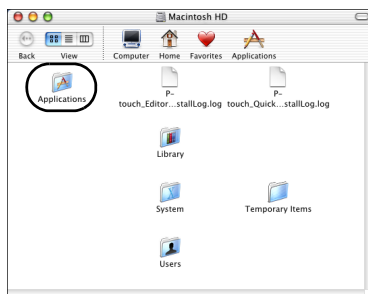 Macintosh HD
Back View Computer Home Favorites Applications
Applications
P-
touch_Editor...stallLog.log
P-
touch_Quick...stallLog.log
Library
System
Temporary Items
Users